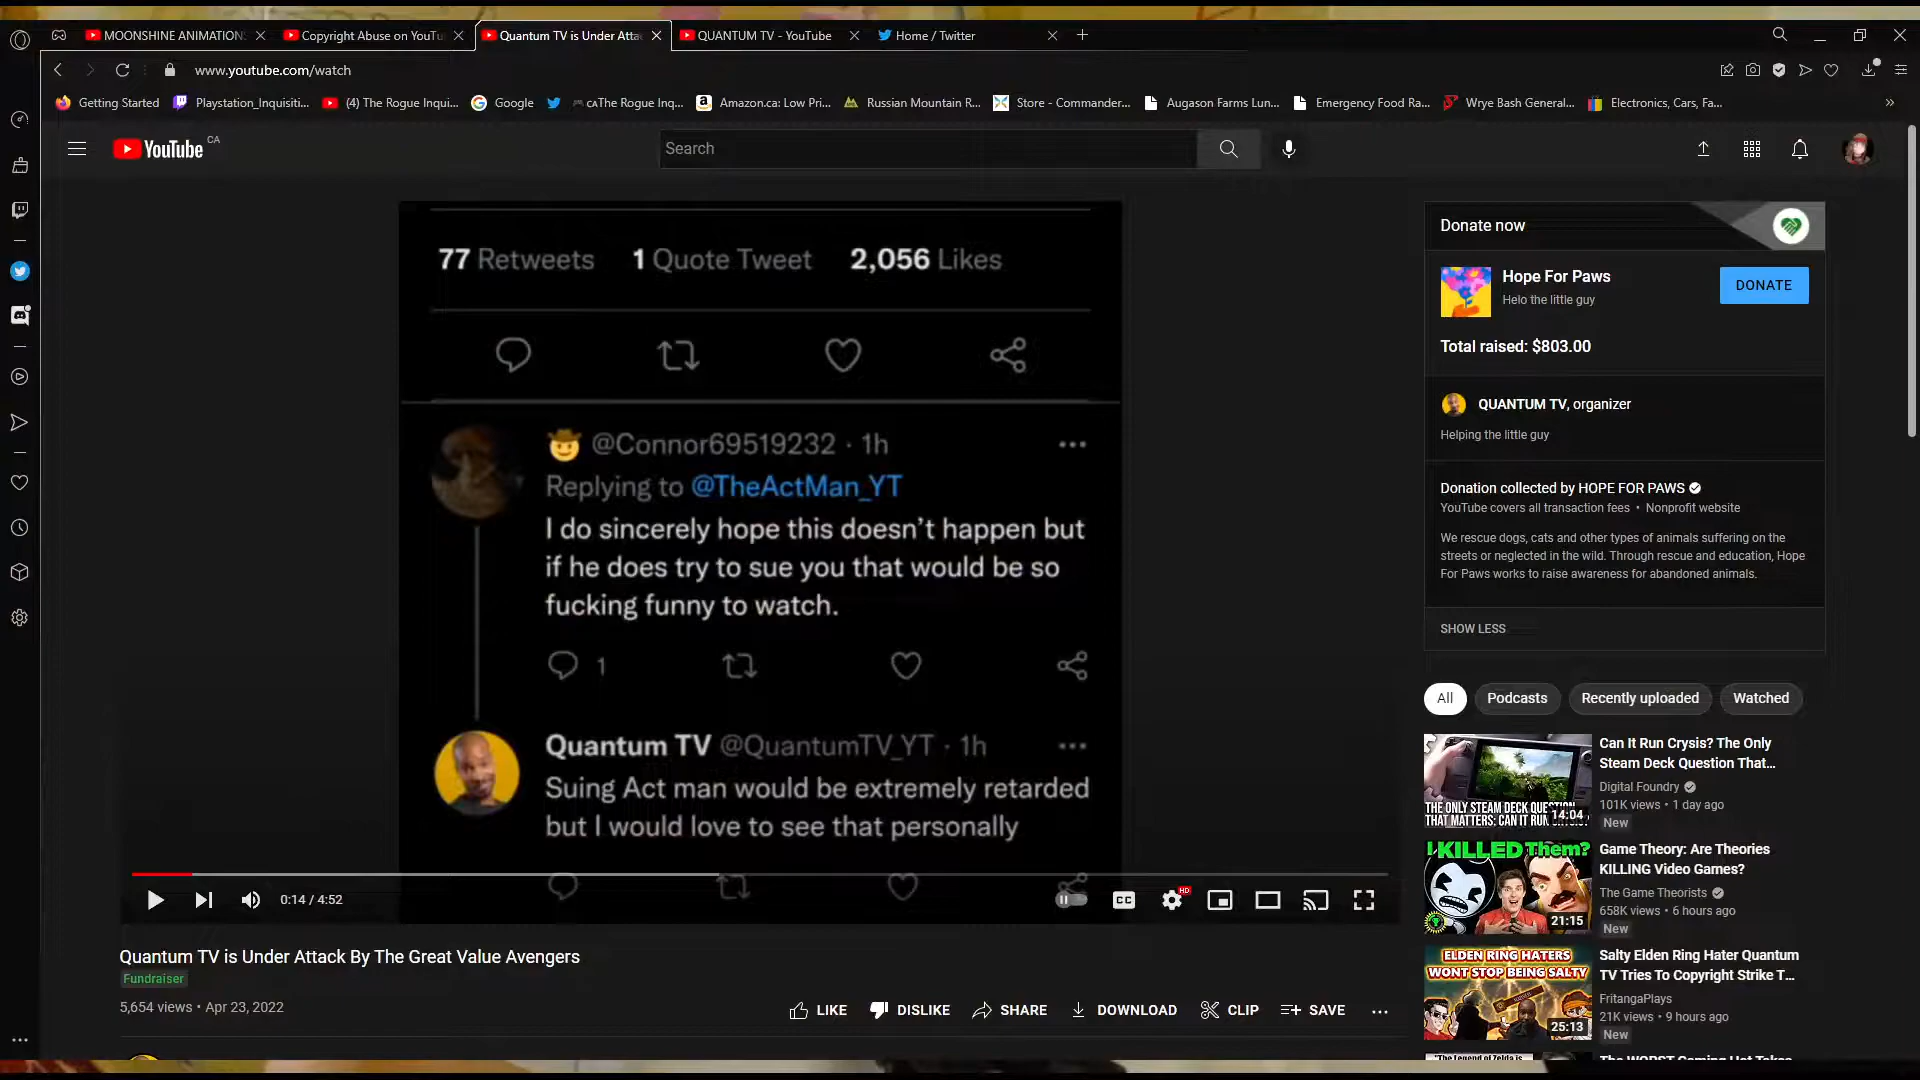 MOONSHINE ANIMATION
Copyright Abuse on YouTu
Quantum TV is Under Atta
QUANTUM TV - YouTube
Home / Twitter
www.youtube.com/watch
Getting Started
Playstation_Inquisiti...
(4) The Rogue Inqui...
Google
The Rogue Inq...
Amazon.ca: Low Pri...
Russian Mountain R...
Store - Commander...
Augason Farms Lun...
Emergency Food Ra...
Wrye Bash General...
Electronics, Cars, Fa...
YouTube CA
Search
77 Retweets 1 Quote Tweet 2,056 Likes
@Connor69519232 · 1h
Replying to @TheActMan_YT
I do sincerely hope this doesn't happen but
if he does try to sue you that would be so
fucking funny to watch.
1
Quantum TV @QuantumTV_YT · 1h
Suing Act man would be extremely retarded
but I would love to see that personally
0:14 / 4:52
CC
HD
Quantum TV is Under Attack By The Great Value Avengers
Fundraiser
5,654 views • Apr 23, 2022
LIKE
DISLIKE
SHARE
DOWNLOAD
CLIP
SAVE
Donate now
Hope For Paws
Helo the little guy
DONATE
Total raised: $803.00
QUANTUM TV, organizer
Helping the little guy
Donation collected by HOPE FOR PAWS
YouTube covers all transaction fees • Nonprofit website
We rescue dogs, cats and other types of animals suffering on the
streets or neglected in the wild. Through rescue and education, Hope
For Paws works to raise awareness for abandoned animals.
SHOW LESS
All
Podcasts
Recently uploaded
Watched
THE ONLY STEAM DECK QUESTION
THAT MATTERS: CAN IT RUN
14:04
Can It Run Crysis? The Only
Steam Deck Question That...
Digital Foundry
101K views • 1 day ago
New
I KILLED Them?
21:15
Game Theory: Are Theories
KILLING Video Games?
The Game Theorists
658K views • 6 hours ago
New
ELDEN RING HATERS
WONT STOP BEING SALTY
25:13
Salty Elden Ring Hater Quantum
TV Tries To Copyright Strike T...
FritangaPlays
21K views • 9 hours ago
New
"The Legend of Zelda is
The WORST Gaming Hot Takes